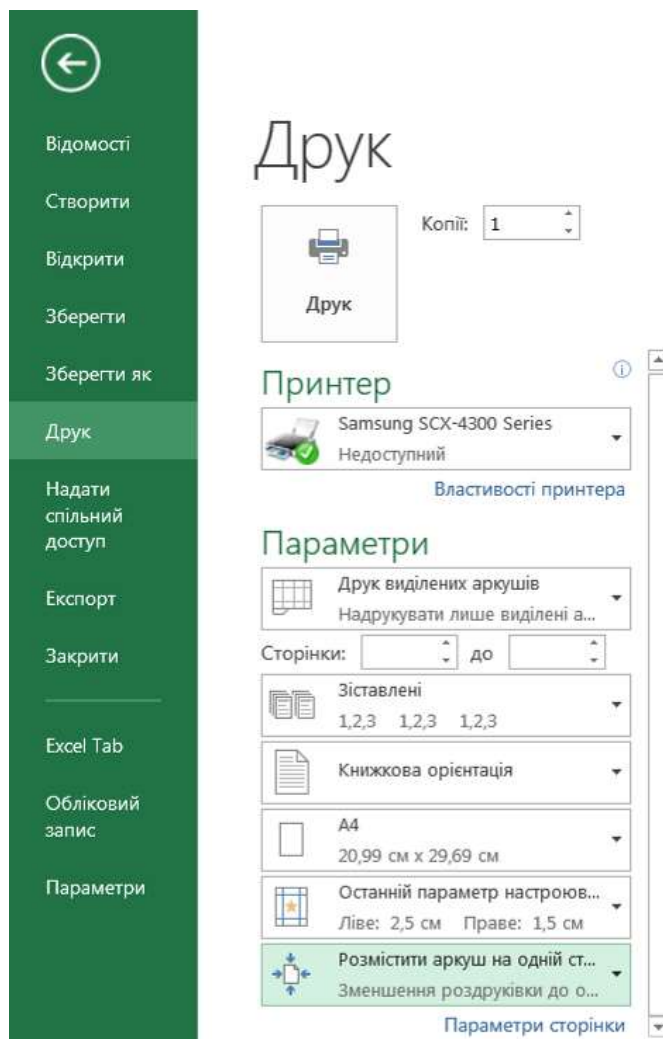 Відомості
Створити
Відкрити
Зберегти
Зберегти як
Друк
Надати
спільний
доступ
Експорт
Закрити
Excel Tab
Обліковий
запис
Параметри
Друк
Копії: 1
Друк
Принтер
Samsung SCX-4300 Series
Недоступний
Властивості принтера
Параметри
Друк виділених аркушів
Надрукувати лише виділені а...
Сторінки: до
Зіставлені
1,2,3 1,2,3 1,2,3
Книжкова орієнтація
A4
20,99 см x 29,69 см
Останній параметр настроюв...
Ліве: 2,5 см Праве: 1,5 см
Розмістити аркуш на одній ст...
Зменшення роздруківки до о...
Параметри сторінки